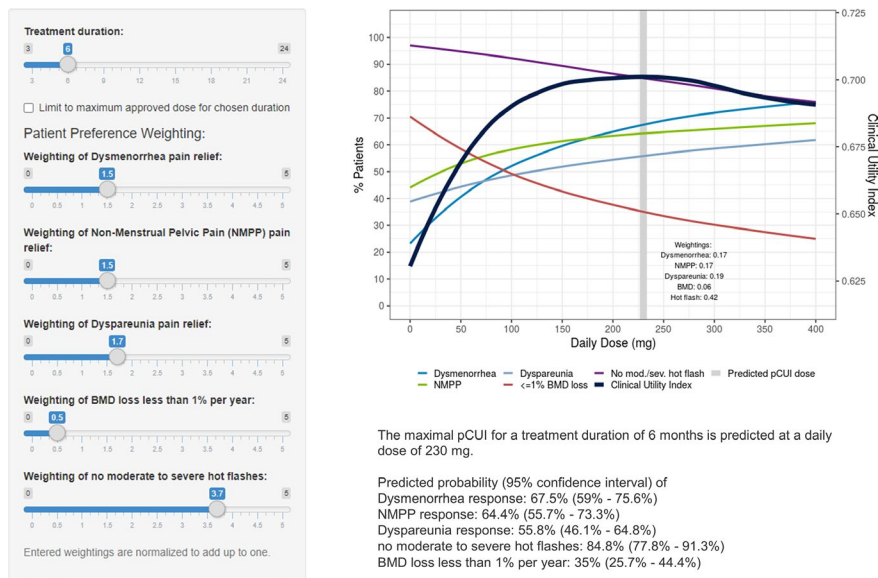 Treatment duration:
3 6 24
3 6 9 12 15 18 21 24
Limit to maximum approved dose for chosen duration
Patient Preference Weighting:
Weighting of Dysmenorrhea pain relief:
0 1.5 5
0 0.5 1 1.5 2 2.5 3 3.5 4 4.5 5
Weighting of Non-Menstrual Pelvic Pain (NMPP) pain
relief:
0 1.5 5
0 0.5 1 1.5 2 2.5 3 3.5 4 4.5 5
Weighting of Dyspareunia pain relief:
0 1.7 5
0 0.5 1 1.5 2 2.5 3 3.5 4 4.5 5
Weighting of BMD loss less than 1% per year:
0 0.5 5
0 0.5 1 1.5 2 2.5 3 3.5 4 4.5 5
Weighting of no moderate to severe hot flashes:
0 3.7 5
0 0.5 1 1.5 2 2.5 3 3.5 4 4.5 5
Entered weightings are normalized to add up to one.
% Patients
100
90
80
70
60
50
40
30
20
10
0
0.725
0.700
0.675
0.650
0.625
Clinical Utility Index
Weightings:
Dysmenorrhea: 0.17
NMPP: 0.17
Dyspareunia: 0.19
BMD: 0.06
Hot flash: 0.42
0 50 100 150 200 250 300 350 400
Daily Dose (mg)
Dysmenorrhea Dyspareunia No mod./sev. hot flash Predicted pCUI dose
NMPP <=1% BMD loss Clinical Utility Index
The maximal pCUI for a treatment duration of 6 months is predicted at a daily
dose of 230 mg.
Predicted probability (95% confidence interval) of
Dysmenorrhea response: 67.5% (59% - 75.6%)
NMPP response: 64.4% (55.7% - 73.3%)
Dyspareunia response: 55.8% (46.1% - 64.8%)
no moderate to severe hot flashes: 84.8% (77.8% - 91.3%)
BMD loss less than 1% per year: 35% (25.7% - 44.4%)